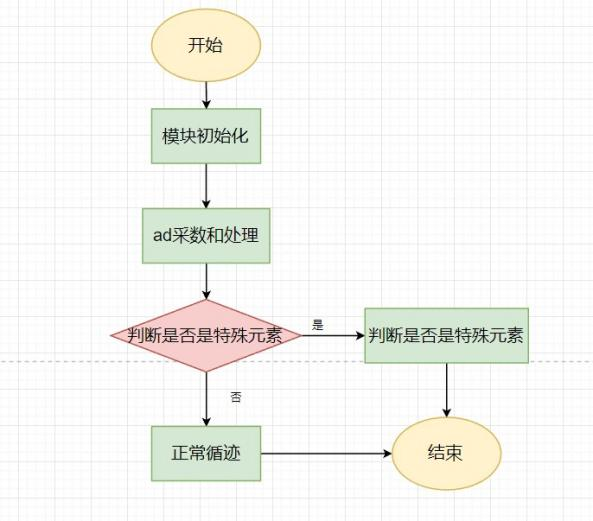 开始
模块初始化
ad采数和处理
判断是否是特殊元素
是
判断是否是特殊元素
否
正常循迹
结束